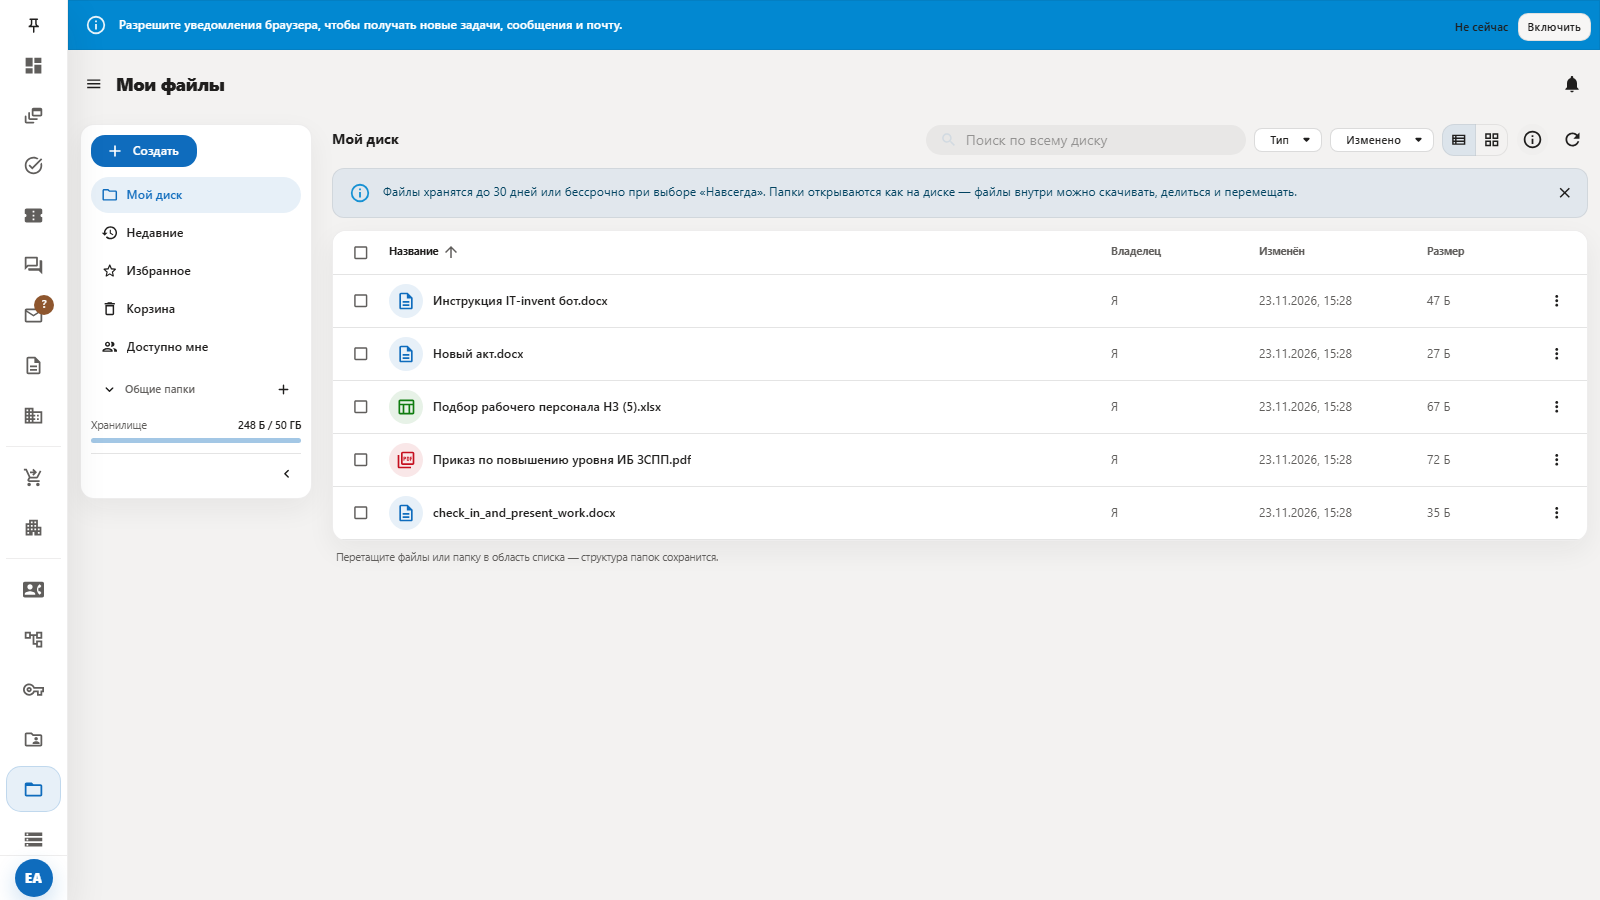 Разрешите уведомления браузера, чтобы получать новые задачи, сообщения и почту.
Не сейчас
Включить
Мои файлы
?
EA
Создать
Мой диск
Недавние
Избранное
Корзина
Доступно мне
Общие папки
Хранилище 248 Б / 50 ГБ
Мой диск
Поиск по всему диску
Тип
Изменено
Файлы хранятся до 30 дней или бессрочно при выборе «Навсегда». Папки открываются как на диске — файлы внутри можно скачивать, делиться и перемещать.
Название Владелец Изменён Размер
Инструкция IT-invent бот.docx Я 23.11.2026, 15:28 47 Б
Новый акт.docx Я 23.11.2026, 15:28 27 Б
Подбор рабочего персонала Н3 (5).xlsx Я 23.11.2026, 15:28 67 Б
PDF Приказ по повышению уровня ИБ ЗСПП.pdf Я 23.11.2026, 15:28 72 Б
check_in_and_present_work.docx Я 23.11.2026, 15:28 35 Б
Перетащите файлы или папку в область списка — структура папок сохранится.